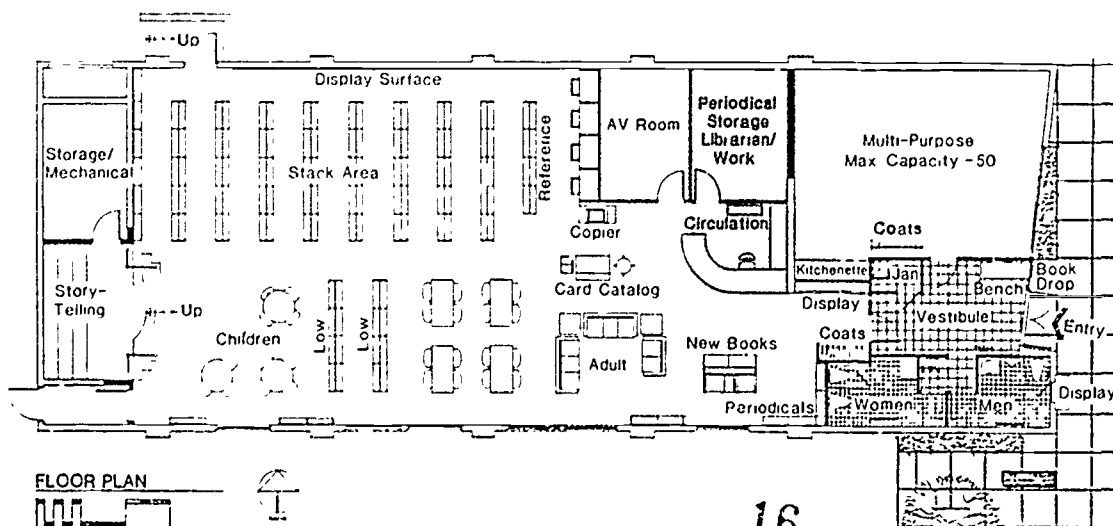 Up
Display Surface
Storage/
Mechanical
Stack Area
Reference
AV Room
Periodical
Storage
Librarian/
Work
Multi-Purpose
Max Capacity -50
Copier
Circulation
Coats
Story-
Telling
Up
Card Catalog
Kitchenette
Jan
Bench
Book
Drop
Display
Vestibule
Entry
Children
Low
Low
Adult
New Books
Coats
Periodicals
Women
Men
Display
FLOOR PLAN
16